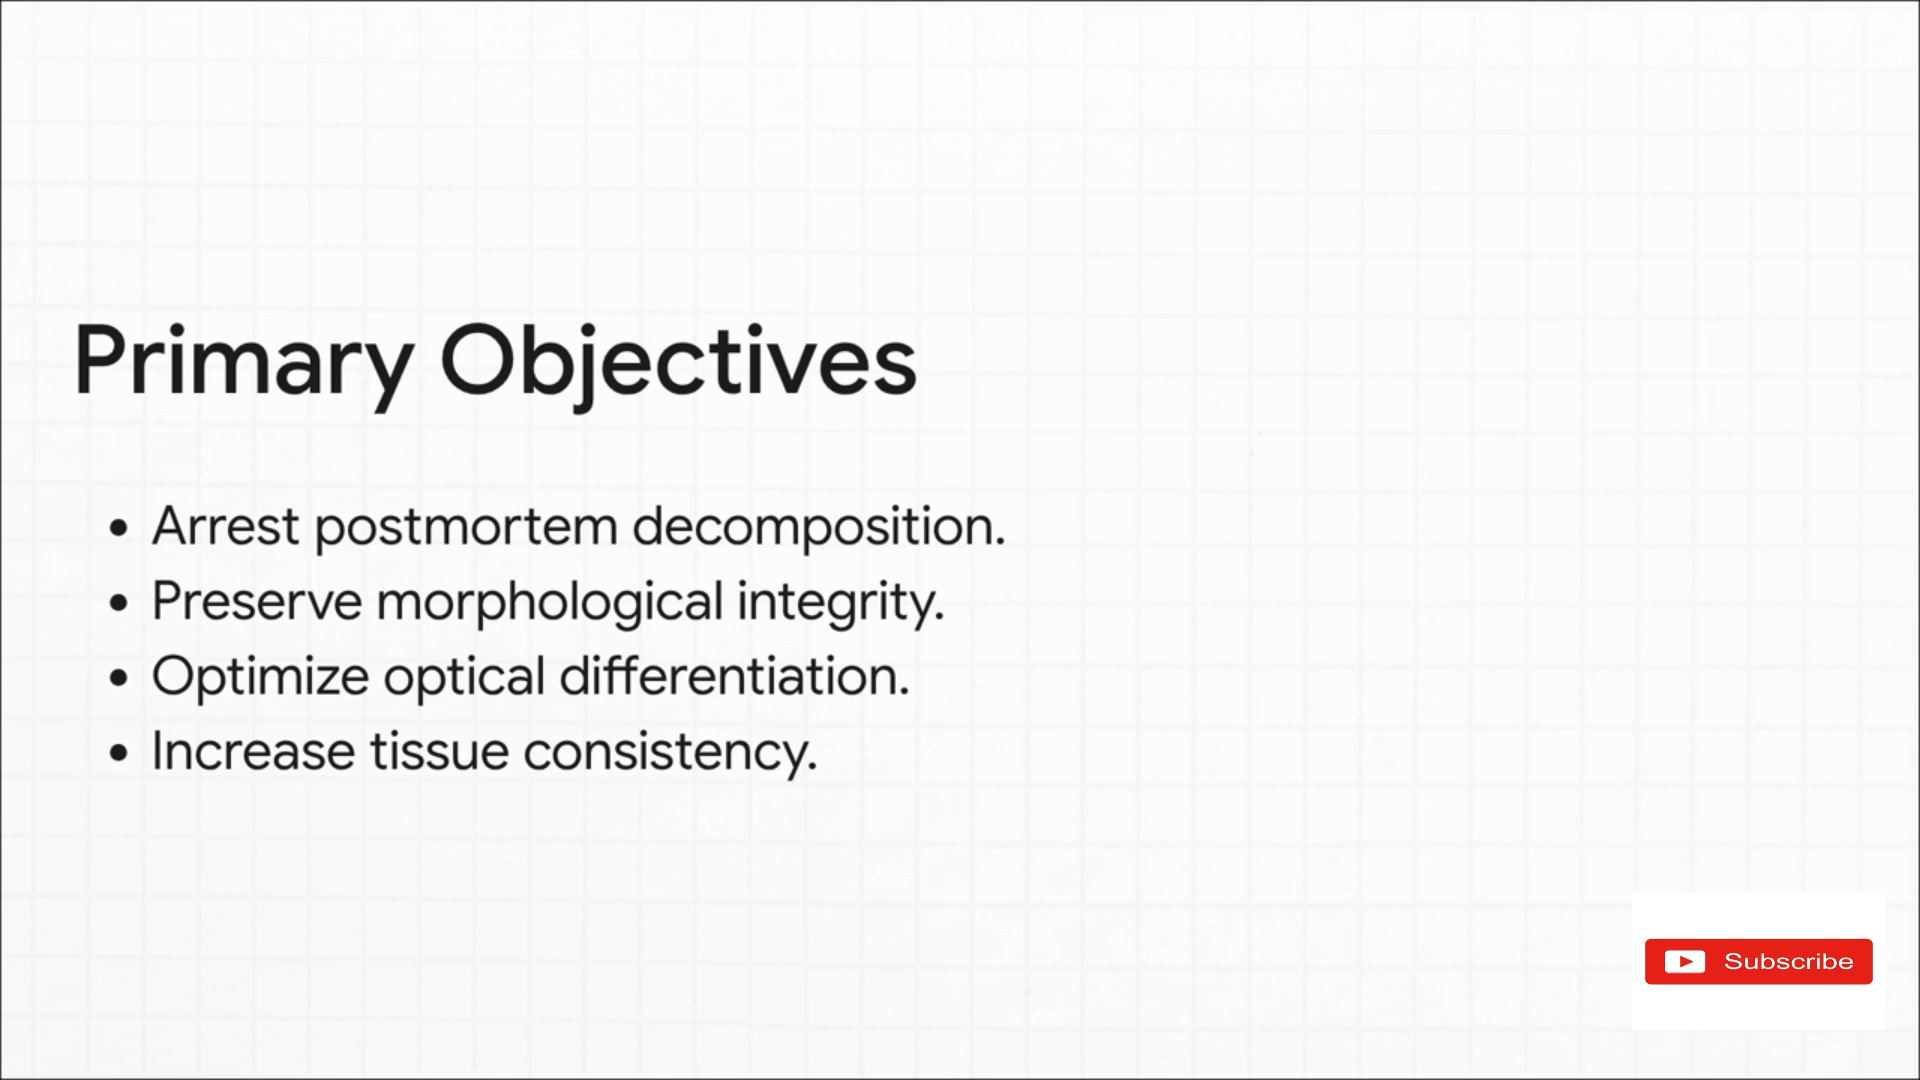 Primary Objectives
• Arrest postmortem decomposition.
• Preserve morphological integrity.
• Optimize optical differentiation.
• Increase tissue consistency.
Subscribe